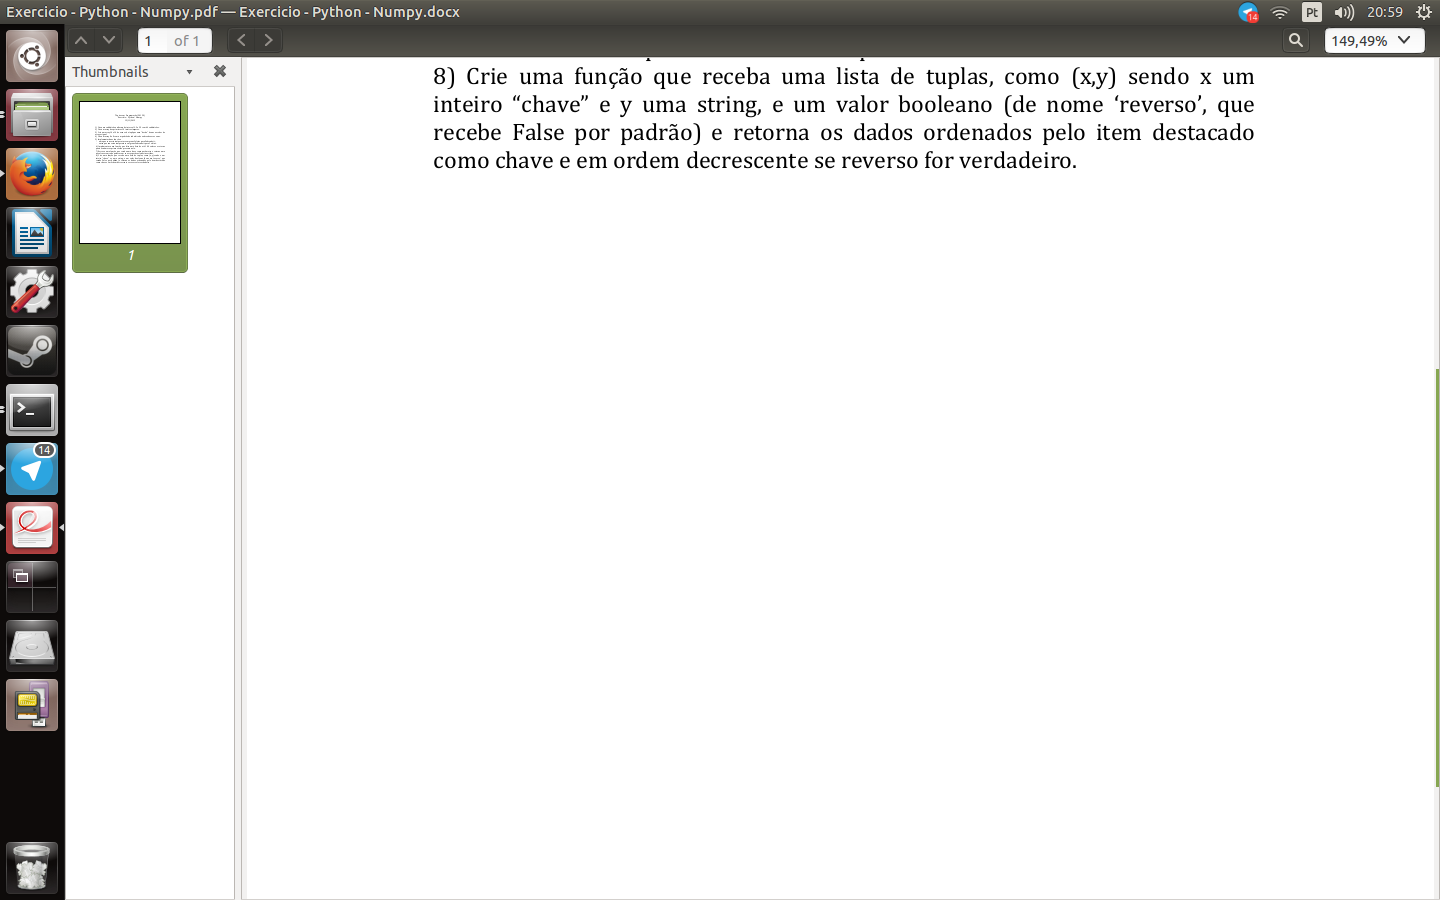 Exercicio - Python - Numpy.pdf — Exercicio - Python - Numpy.docx
14
Pt
20:59
1 of 1
149,49%
Thumbnails
1
14
8) Crie uma função que receba uma lista de tuplas, como (x,y) sendo x um
inteiro “chave” e y uma string, e um valor booleano (de nome ‘reverso’, que
recebe False por padrão) e retorna os dados ordenados pelo item destacado
como chave e em ordem decrescente se reverso for verdadeiro.